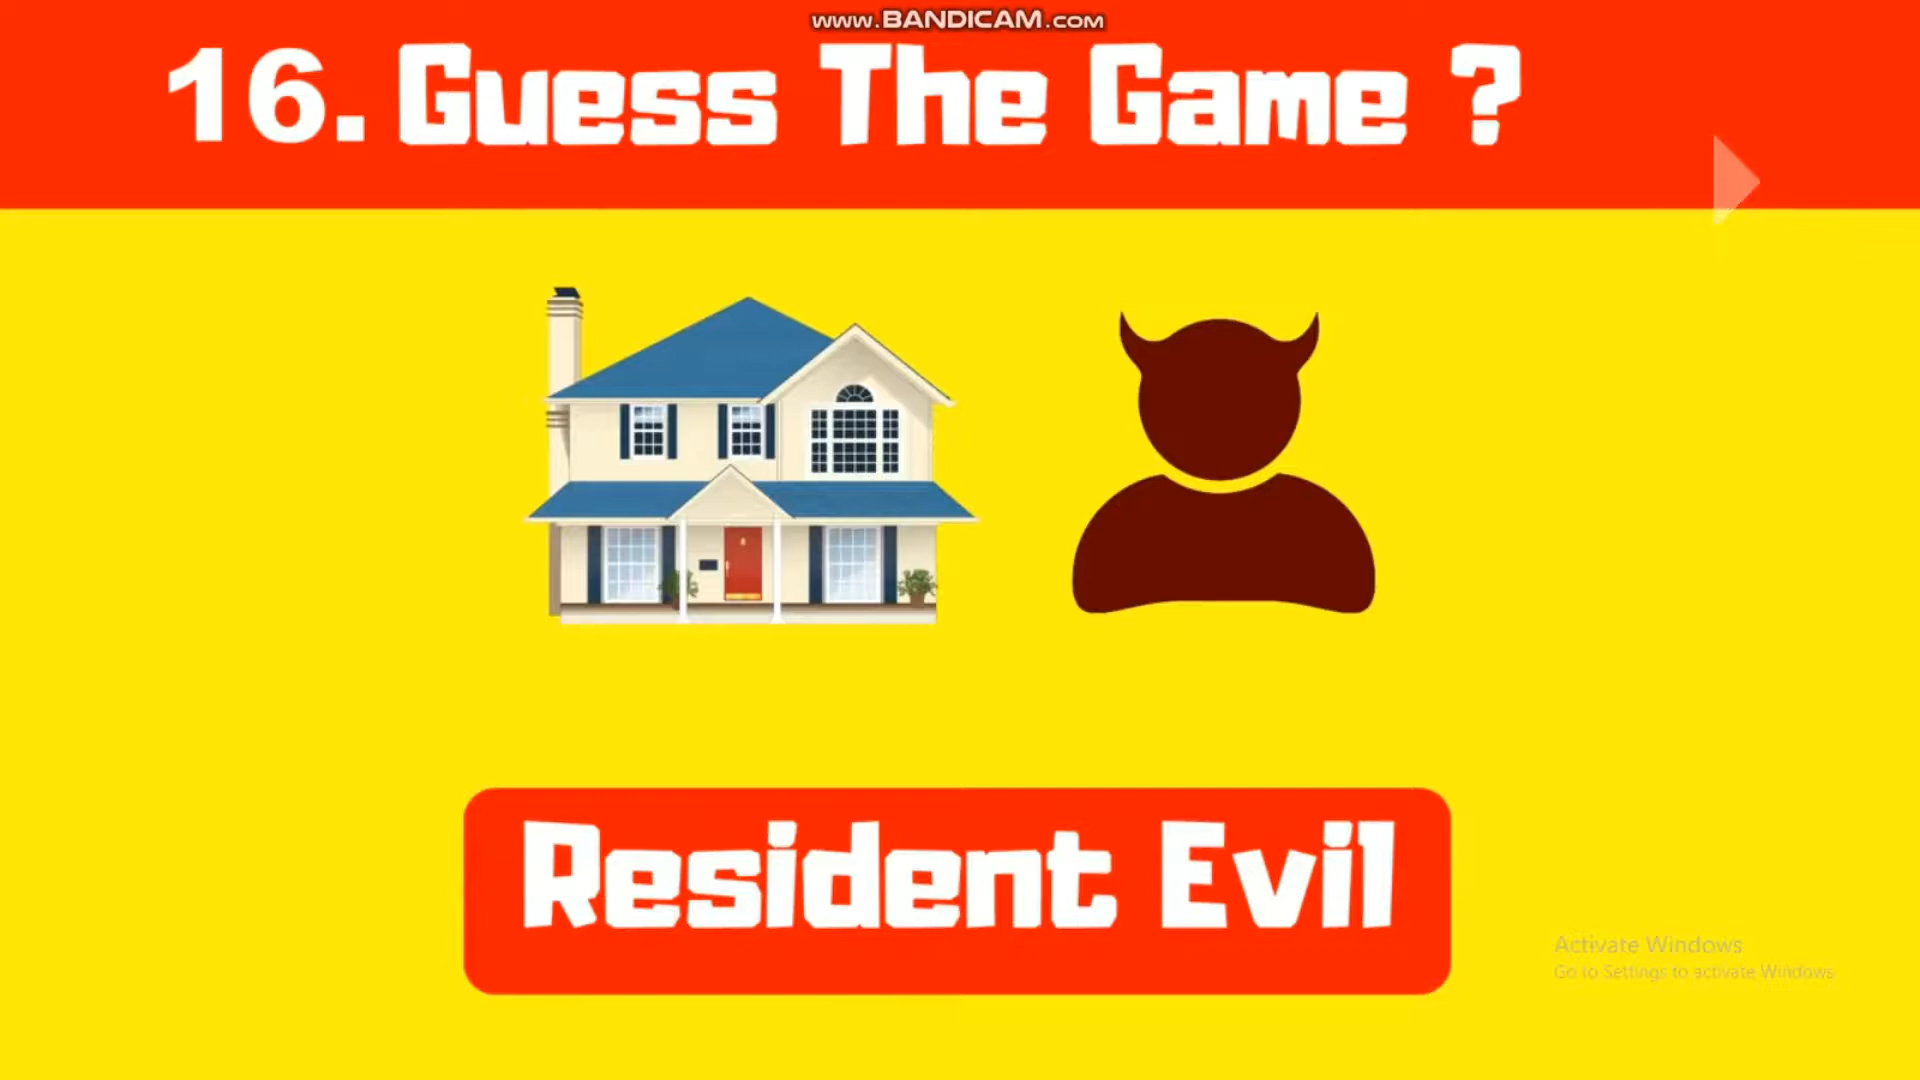 www.BANDICAM.com
16. Guess The Game ?
Resident Evil
Activate Windows
Go to Settings to activate Windows.